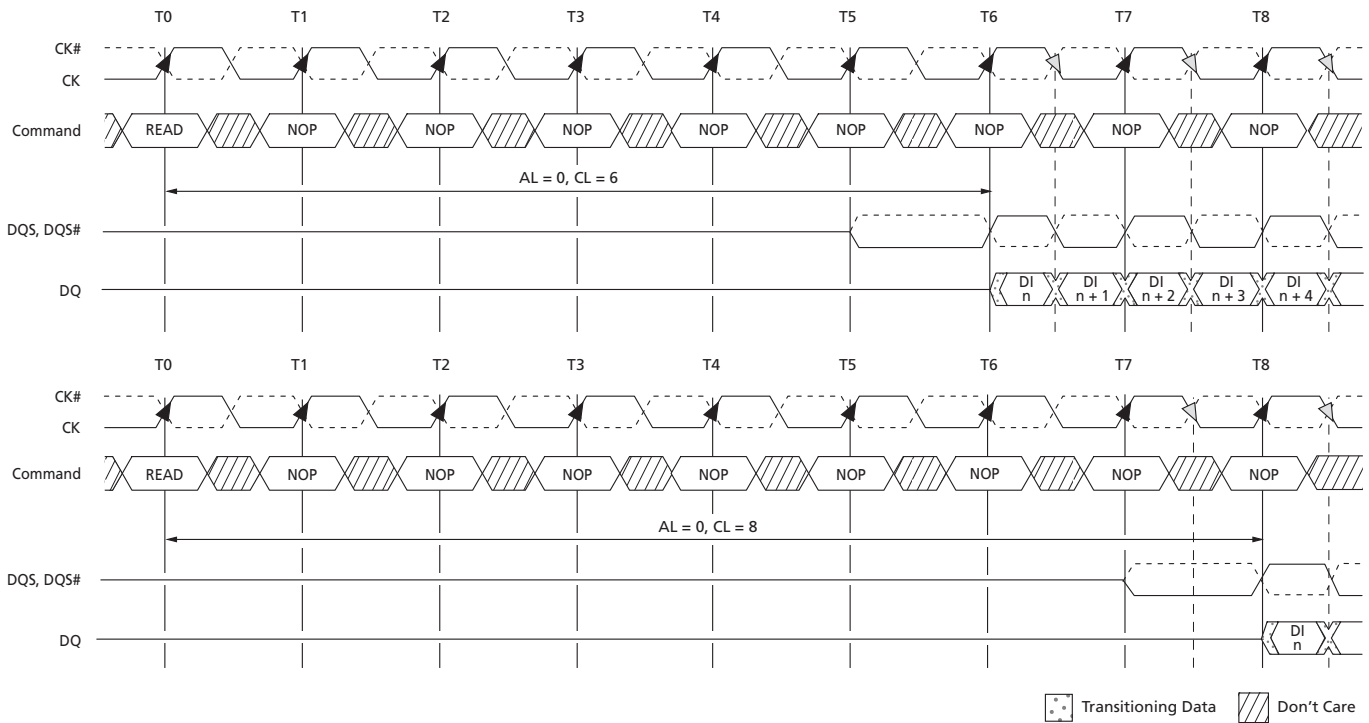 T0 T1 T2 T3 T4 T5 T6 T7 T8
CK#
CK
Command READ NOP NOP NOP NOP NOP NOP NOP NOP
AL = 0, CL = 6
DQS, DQS#
DQ DI n DI n + 1 DI n + 2 DI n + 3 DI n + 4
T0 T1 T2 T3 T4 T5 T6 T7 T8
CK#
CK
Command READ NOP NOP NOP NOP NOP NOP NOP NOP
AL = 0, CL = 8
DQS, DQS#
DQ DI n
Transitioning Data Don't Care